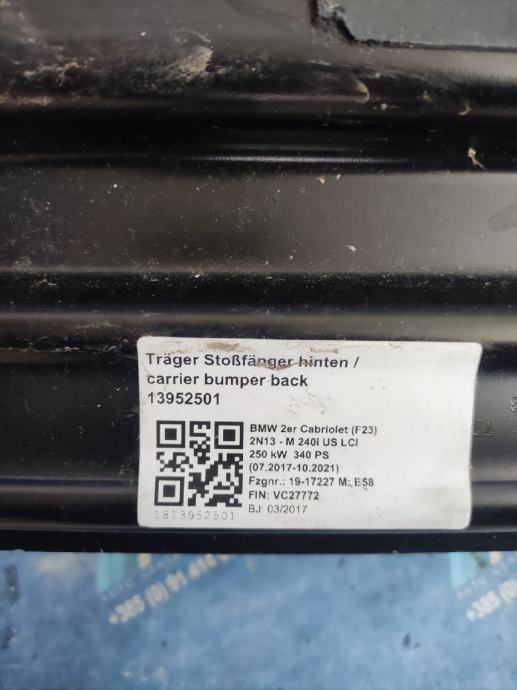 Träger Stoßfänger hinten /
carrier bumper back
13952501
BMW 2er Cabriolet (F23)
2N13 - M 240i US LCI
250 kW 340 PS
(07.2017-10.2021)
Fzgnr.: 19-17227 M: B58
FIN: VC27772
BJ: 03/2017
1813952501